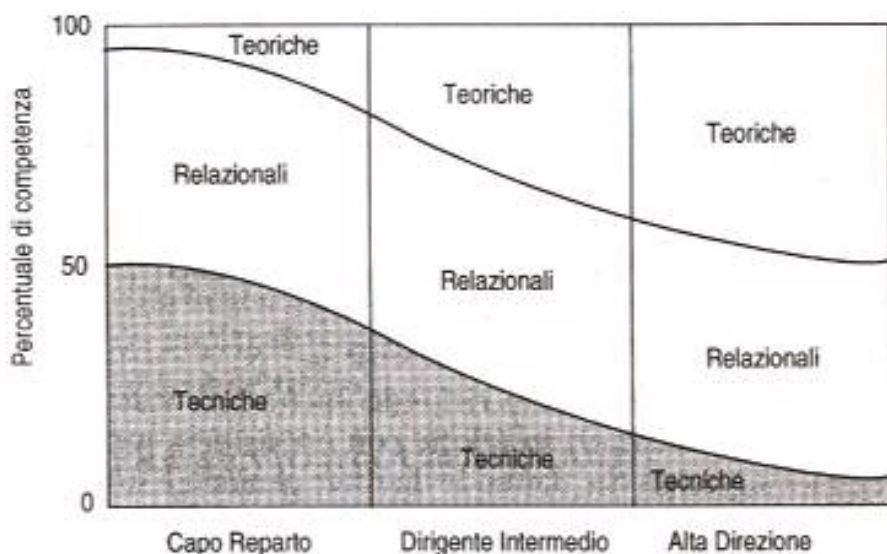 100
Teoriche
Teoriche
Teoriche
Percentuale di competenza
Relazionali
50
Relazionali
Relazionali
Tecniche
Tecniche
Tecniche
0
Capo Reparto
Dirigente Intermedio
Alta Direzione